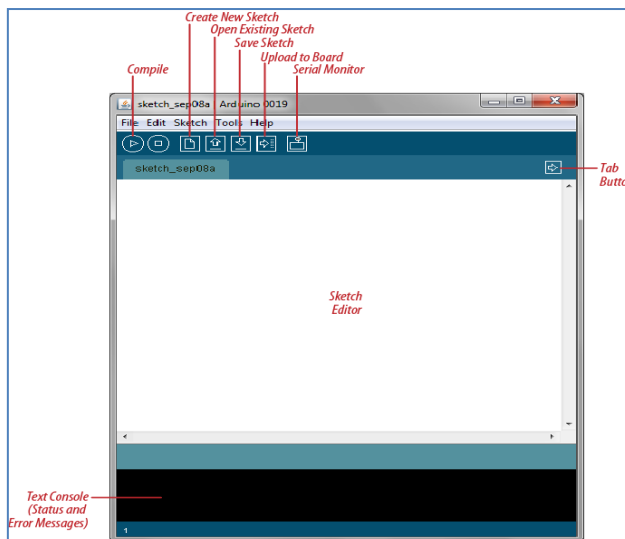 Create New Sketch
Open Existing Sketch
Save Sketch
Upload to Board
Compile
Serial Monitor
sketch_sep08a | Arduino 0019
File Edit Sketch Tools Help
sketch_sep08a
Tab
Butto
Sketch
Editor
Text Console
(Status and
Error Messages)
1